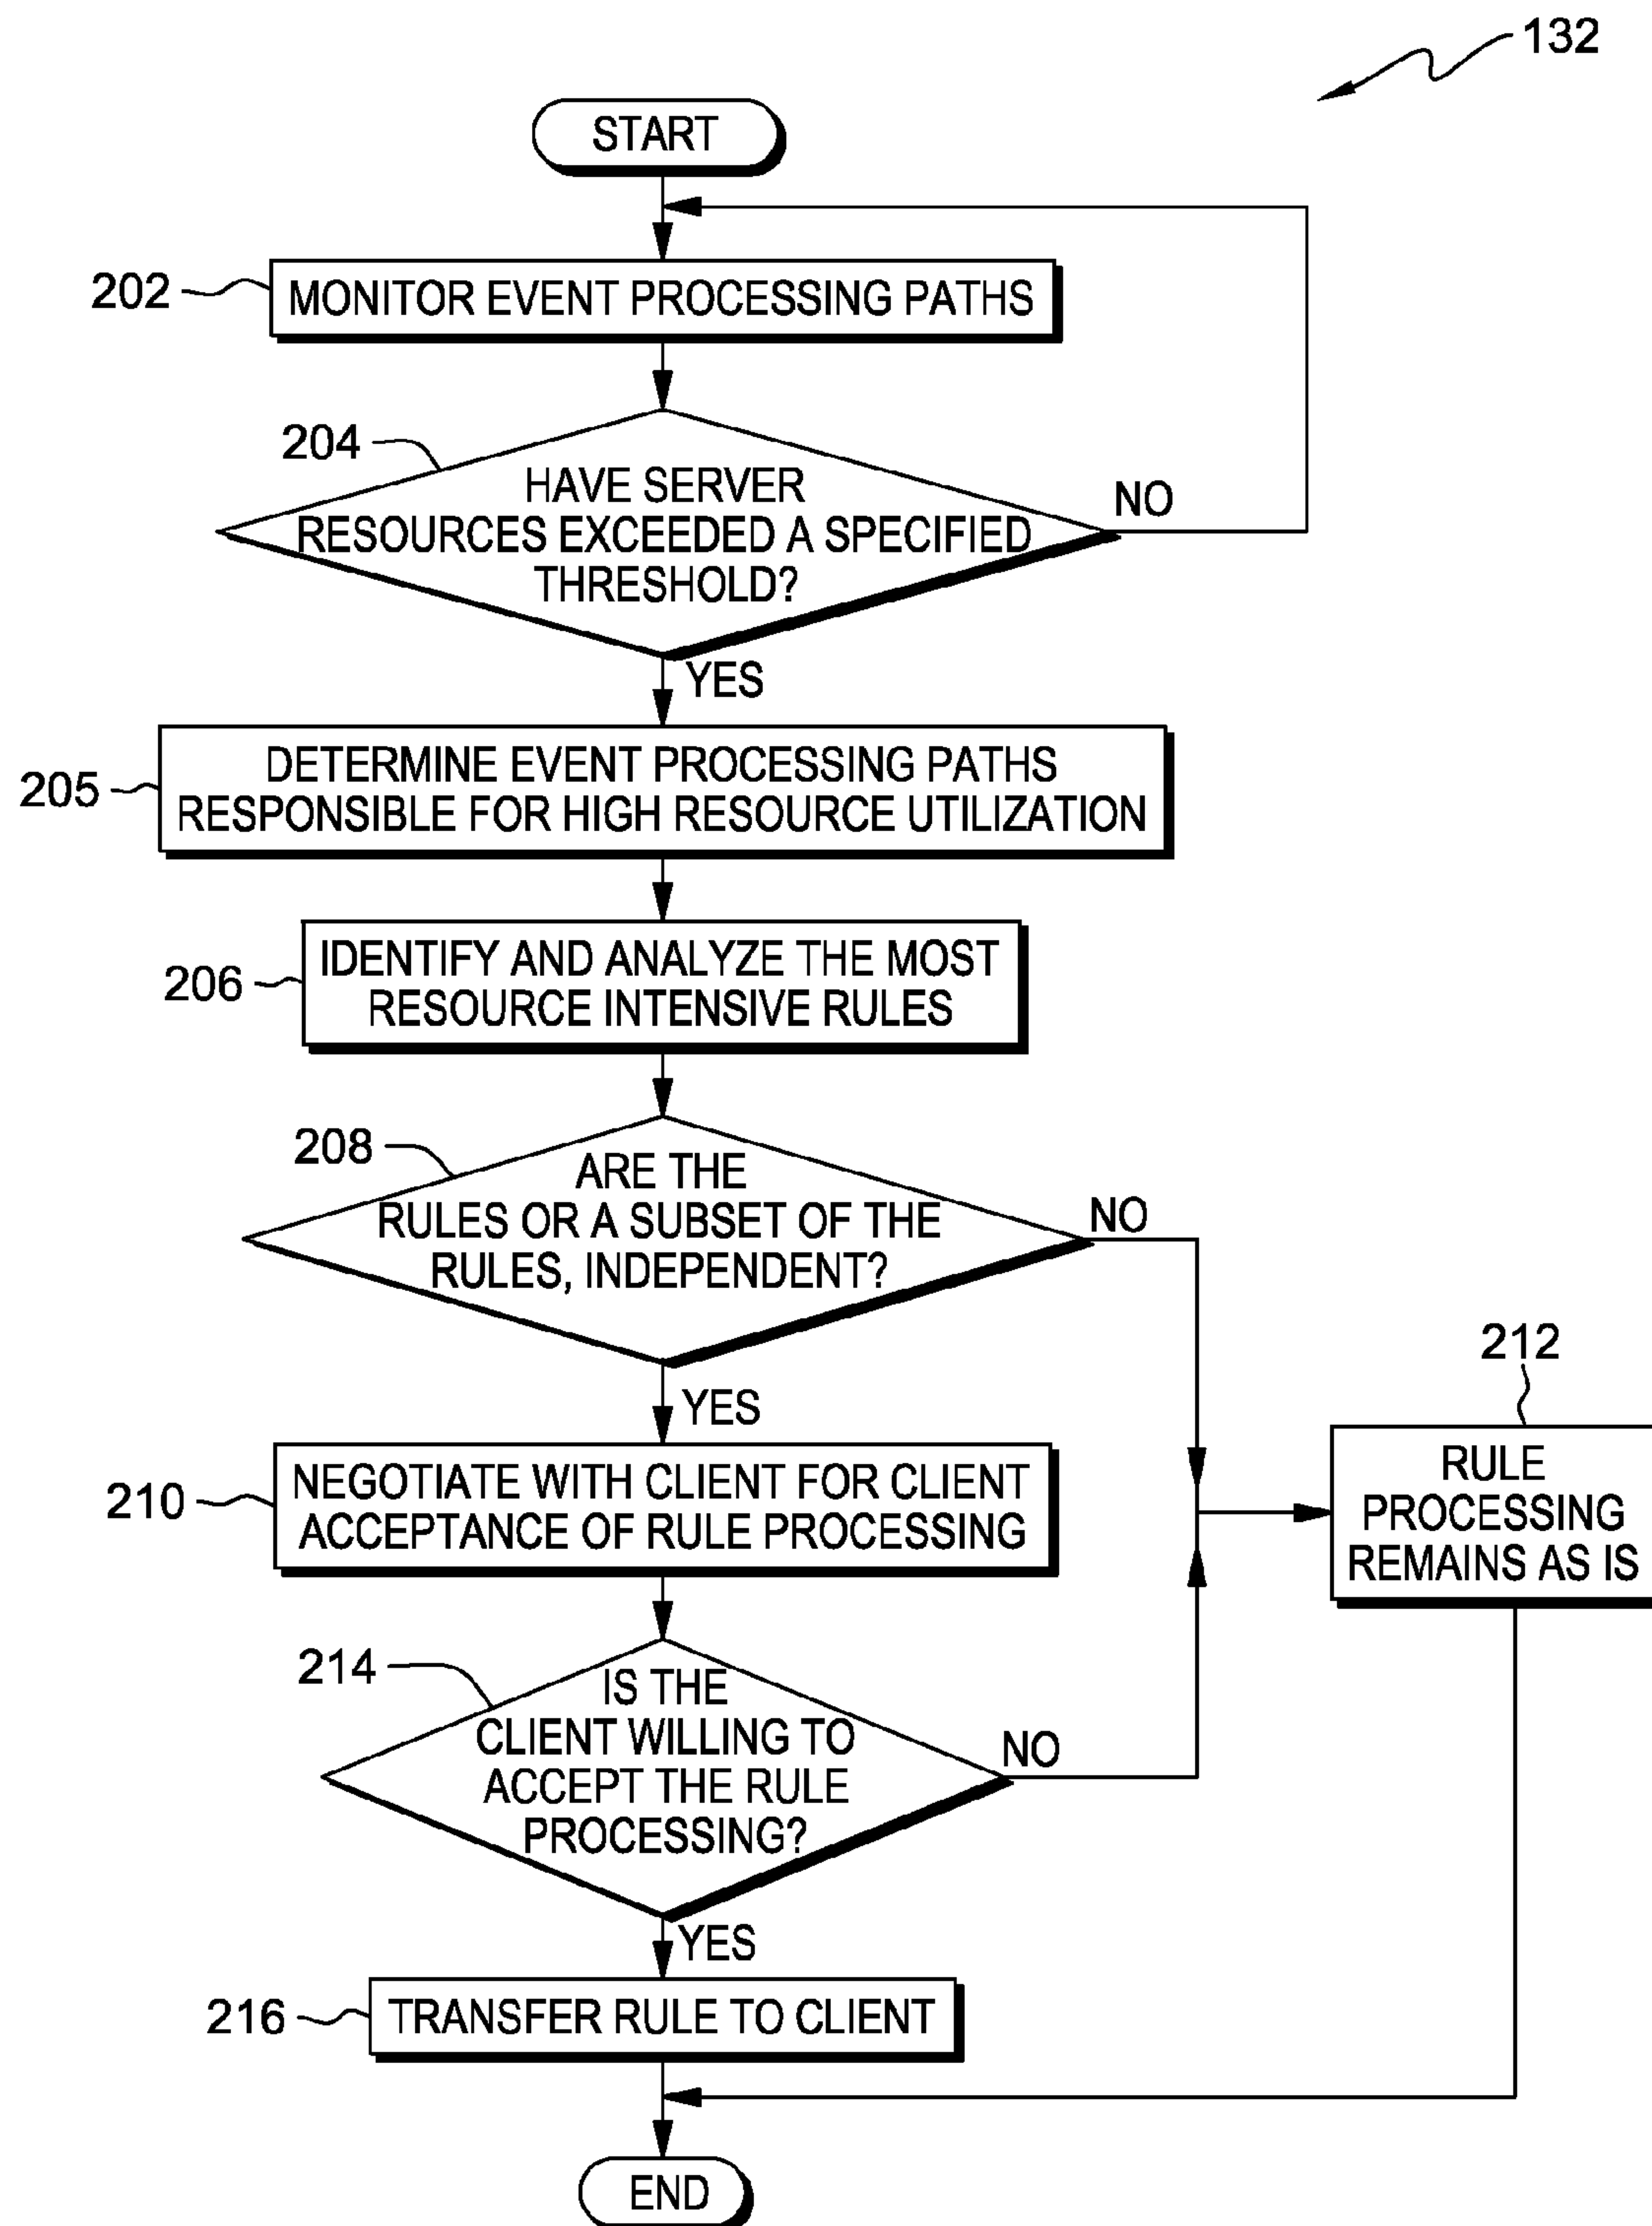 132
START
202
MONITOR EVENT PROCESSING PATHS
204
HAVE SERVER
RESOURCES EXCEEDED A SPECIFIED
THRESHOLD?
NO
YES
205
DETERMINE EVENT PROCESSING PATHS
RESPONSIBLE FOR HIGH RESOURCE UTILIZATION
206
IDENTIFY AND ANALYZE THE MOST
RESOURCE INTENSIVE RULES
208
ARE THE
RULES OR A SUBSET OF THE
RULES, INDEPENDENT?
NO
YES
212
RULE
PROCESSING
REMAINS AS IS
210
NEGOTIATE WITH CLIENT FOR CLIENT
ACCEPTANCE OF RULE PROCESSING
214
IS THE
CLIENT WILLING TO
ACCEPT THE RULE
PROCESSING?
NO
YES
216
TRANSFER RULE TO CLIENT
END